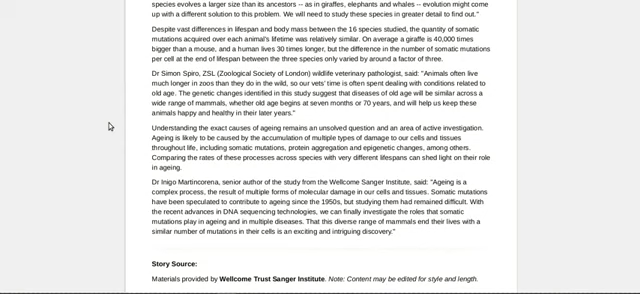 species evolves a larger size than its ancestors -- as in giraffes, elephants and whales -- evolution might come
up with a different solution to this problem. We will need to study these species in greater detail to find out."
Despite vast differences in lifespan and body mass between the 16 species studied, the quantity of somatic
mutations acquired over each animal's lifetime was relatively similar. On average a giraffe is 40,000
times bigger than a mouse, and a human lives 30 times longer, but the difference in the number of somatic mutations
per cell at the end of lifespan between the three species only varied by around a factor of three.
Dr Simon Spiro, ZSL (Zoological Society of London) wildlife veterinary pathologist, said: "Animals often live
much longer in zoos than they do in the wild, so our vets' time is often spent dealing with conditions related to
old age. The genetic changes identified in this study suggest that diseases of old age will be similar across a
wide range of mammals, whether old age begins at seven months or 70 years, and will help us keep these
animals happy and healthy in their later years."
Understanding the exact causes of ageing remains an unsolved question and an area of active investigation.
Ageing is likely to be caused by the accumulation of multiple types of damage to our cells and tissues
throughout life, including somatic mutations, protein aggregation and epigenetic changes, among others.
Comparing the rates of these processes across species with very different lifespans can shed light on their role
in ageing.
Dr Inigo Martincorena, senior author of the study from the Wellcome Sanger Institute, said: "Ageing is a
complex process, the result of multiple forms of molecular damage in our cells and tissues. Somatic mutations
have been speculated to contribute to ageing since the 1950s, but studying them had remained difficult. With
the recent advances in DNA sequencing technologies, we can finally investigate the roles that somatic
mutations play in ageing and in multiple diseases. That this diverse range of mammals end their lives with a
similar number of mutations in their cells is an exciting and intriguing discovery."
Story Source:
Materials provided by Wellcome Trust Sanger Institute. Note: Content may be edited for style and length.